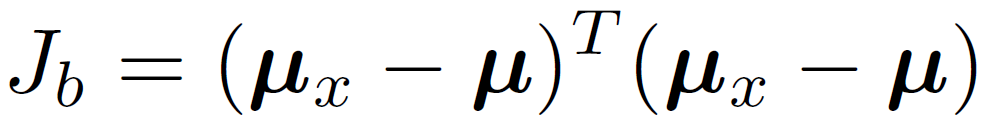 J_b = (μ_x − μ)^T (μ_x − μ)